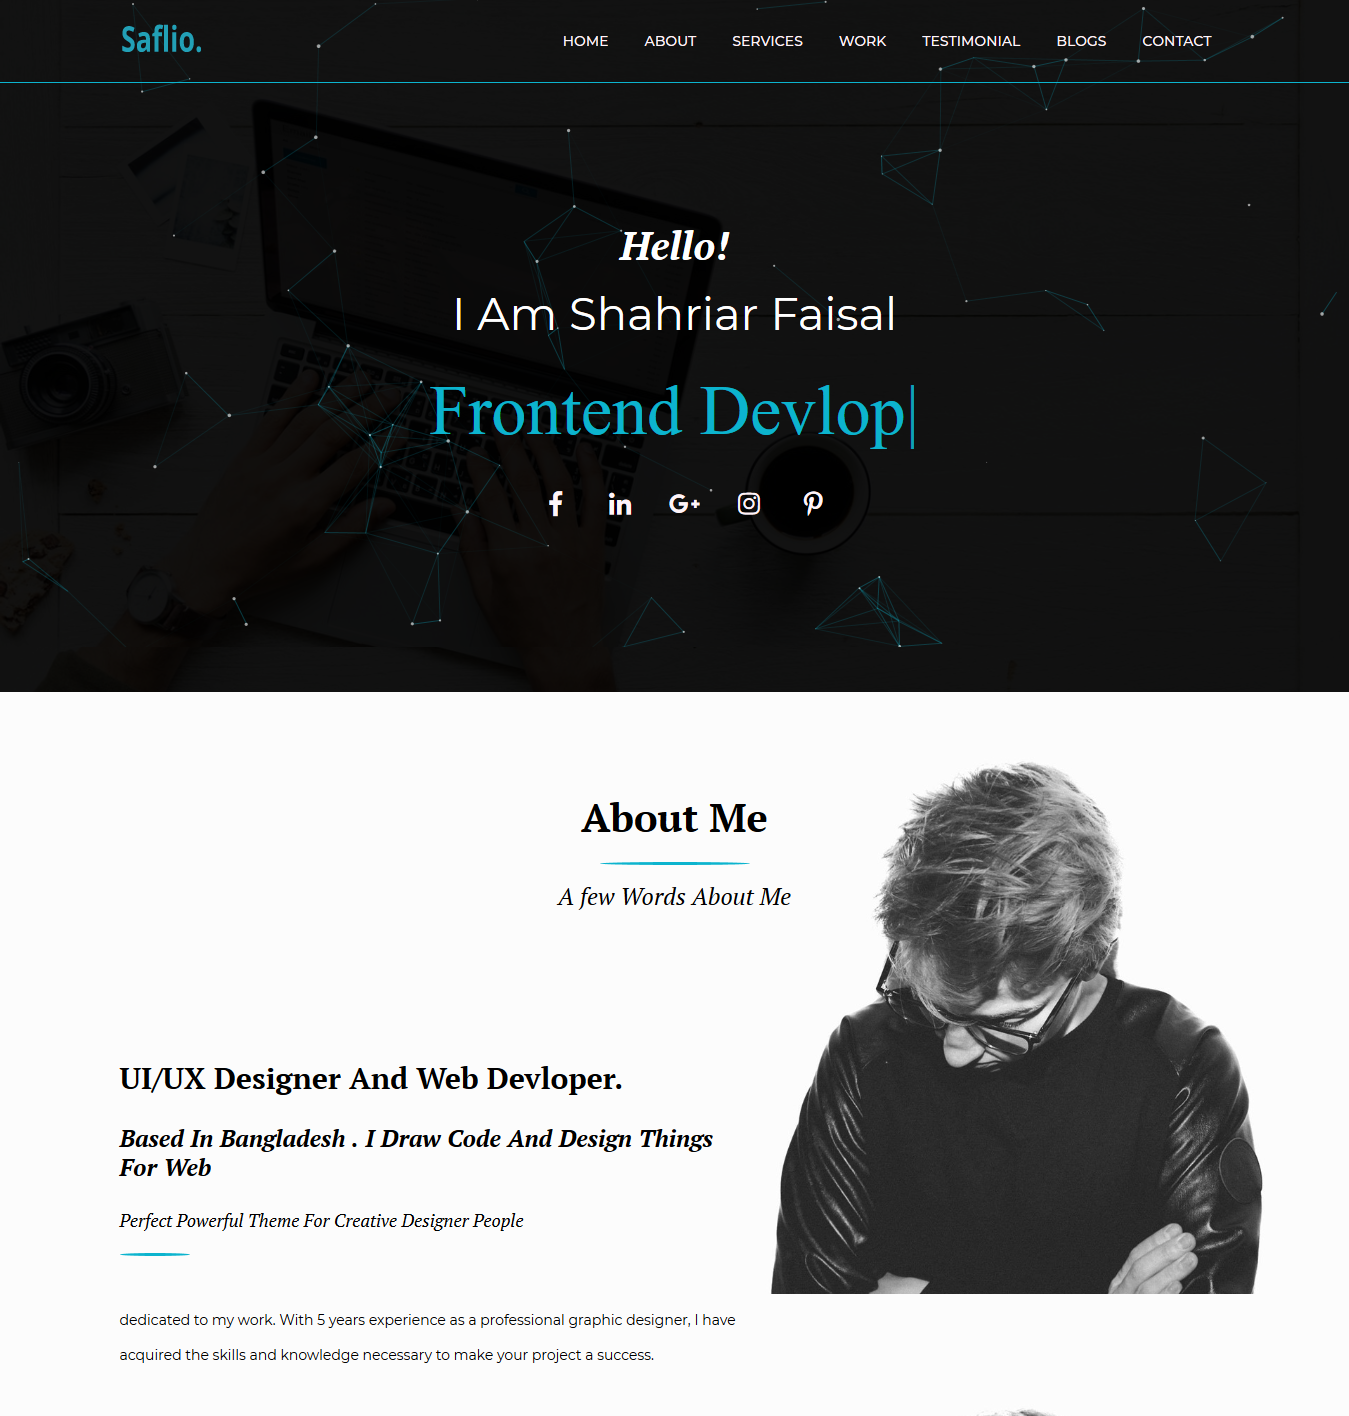 Saflio.
HOME ABOUT SERVICES WORK TESTIMONIAL BLOGS CONTACT
Hello!
I Am Shahriar Faisal
Frontend Devlop|
About Me
A few Words About Me
UI/UX Designer And Web Devloper.
Based In Bangladesh . I Draw Code And Design Things
For Web
Perfect Powerful Theme For Creative Designer People
dedicated to my work. With 5 years experience as a professional graphic designer, I have
acquired the skills and knowledge necessary to make your project a success.